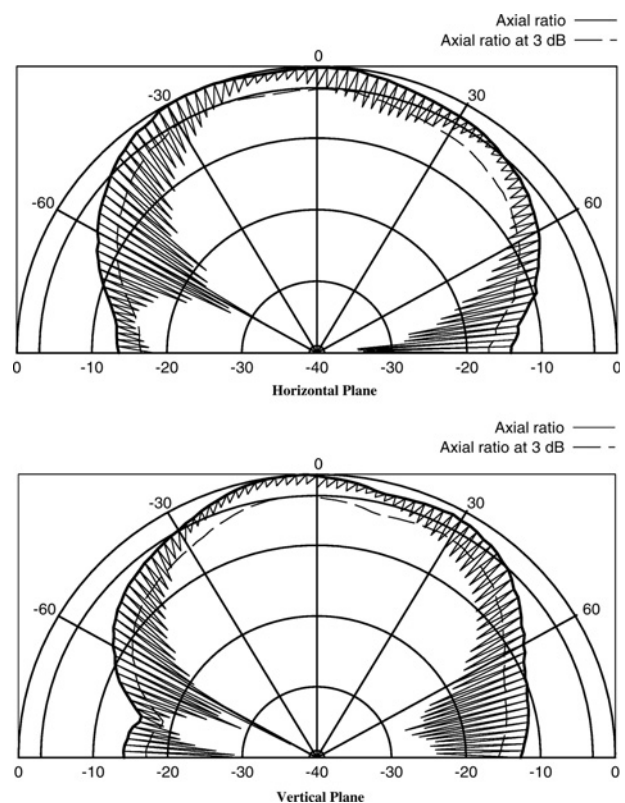 Axial ratio
Axial ratio at 3 dB
0
-30 30
-60 60
0 -10 -20 -30 -40 -30 -20 -10 0
Horizontal Plane
Axial ratio
Axial ratio at 3 dB
0
-30 30
-60 60
0 -10 -20 -30 -40 -30 -20 -10 0
Vertical Plane